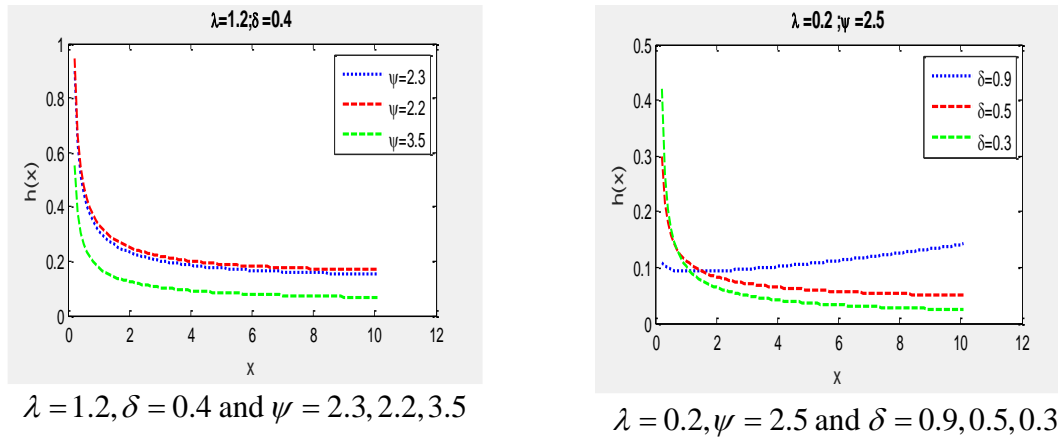 λ=1.2;δ=0.4
1
0.8
0.6
0.4
0.2
0
h(x)
0 2 4 6 8 10 12
X
ψ=2.3
ψ=2.2
ψ=3.5
λ = 1.2, δ = 0.4 and ψ = 2.3, 2.2, 3.5
λ =0.2 ;ψ =2.5
0.5
0.4
0.3
0.2
0.1
0
h(x)
0 2 4 6 8 10 12
X
δ=0.9
δ=0.5
δ=0.3
λ = 0.2, ψ = 2.5 and δ = 0.9, 0.5, 0.3